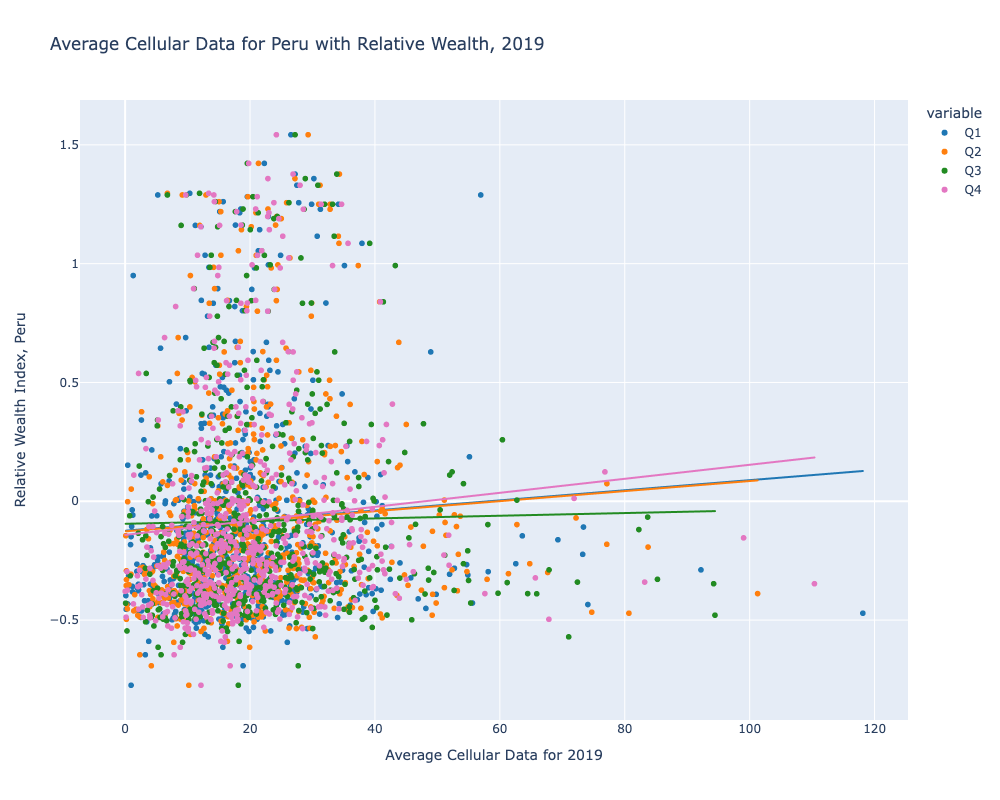 Average Cellular Data for Peru with Relative Wealth, 2019
variable
Q1
Q2
Q3
Q4
1.5
1
0.5
0
−0.5
Relative Wealth Index, Peru
0 20 40 60 80 100 120
Average Cellular Data for 2019